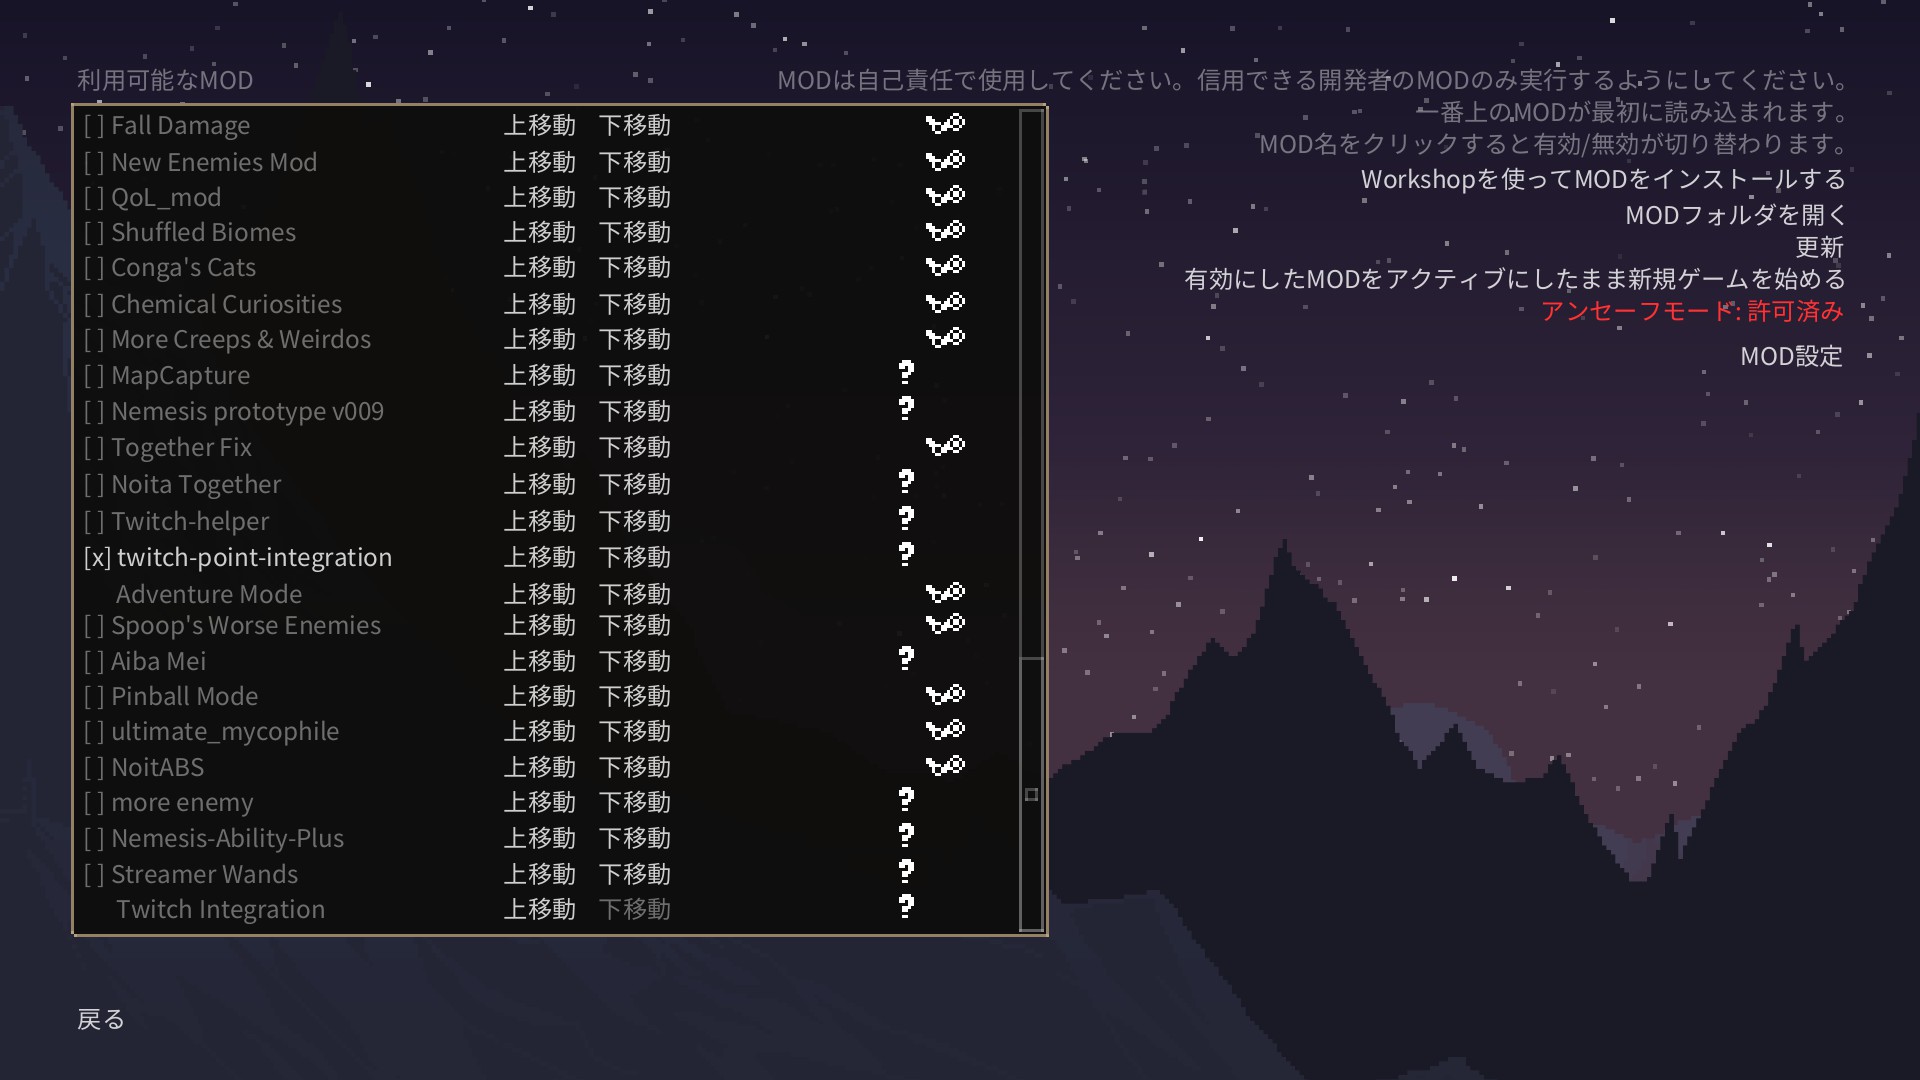 利用可能なMOD
MODは自己責任で使用してください。信用できる開発者のMODのみ実行するようにしてください。
一番上のMODが最初に読み込まれます。
MOD名をクリックすると有効/無効が切り替わります。
Workshopを使ってMODをインストールする
MODフォルダを開く
更新
有効にしたMODをアクティブにしたまま新規ゲームを始める
アンセーフモード: 許可済み
MOD設定
[ ] Fall Damage 上移動 下移動
[ ] New Enemies Mod 上移動 下移動
[ ] QoL_mod 上移動 下移動
[ ] Shuffled Biomes 上移動 下移動
[ ] Conga's Cats 上移動 下移動
[ ] Chemical Curiosities 上移動 下移動
[ ] More Creeps & Weirdos 上移動 下移動
[ ] MapCapture 上移動 下移動 ?
[ ] Nemesis prototype v009 上移動 下移動 ?
[ ] Together Fix 上移動 下移動
[ ] Noita Together 上移動 下移動 ?
[ ] Twitch-helper 上移動 下移動 ?
[x] twitch-point-integration 上移動 下移動 ?
Adventure Mode 上移動 下移動
[ ] Spoop's Worse Enemies 上移動 下移動
[ ] Aiba Mei 上移動 下移動 ?
[ ] Pinball Mode 上移動 下移動
[ ] ultimate_mycophile 上移動 下移動
[ ] NoitABS 上移動 下移動
[ ] more enemy 上移動 下移動 ?
[ ] Nemesis-Ability-Plus 上移動 下移動 ?
[ ] Streamer Wands 上移動 下移動 ?
Twitch Integration 上移動 下移動 ?
戻る